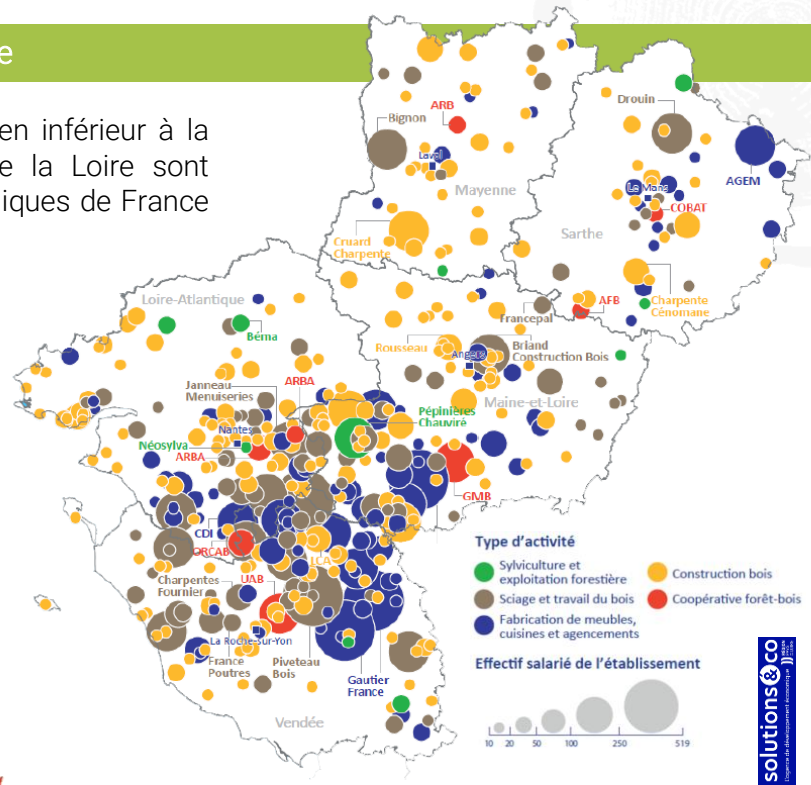 e
en inférieur à la
e la Loire sont
iques de France
Drouin
ARB
Bignon
Laval
Mayenne
AGEM
Le Mans
COBAT
Sarthe
Cruard
Charpente
AFB
Charpente
Cénomane
Loire-Atlantique
Béma
Francepal
Rousseau
Angers
Briand
Construction Bois
Janneau
Menuiseries
ARBA
Maine-et-Loire
Pépinières
Chauviré
Nantes
Néosylva
ARBA
GMB
CDI
ORCAB
LCA
Charpentes
Fournier
UAB
La Roche-sur-Yon
France
Poutres
Piveteau
Bois
Gautier
France
Vendée
Type d'activité
Sylviculture et
exploitation forestière
Construction bois
Sciage et travail du bois
Coopérative forêt-bois
Fabrication de meubles,
cuisines et agencements
Effectif salarié de l'établissement
10 20 50 100 250 519
solutions&co
l'agence de développement économique